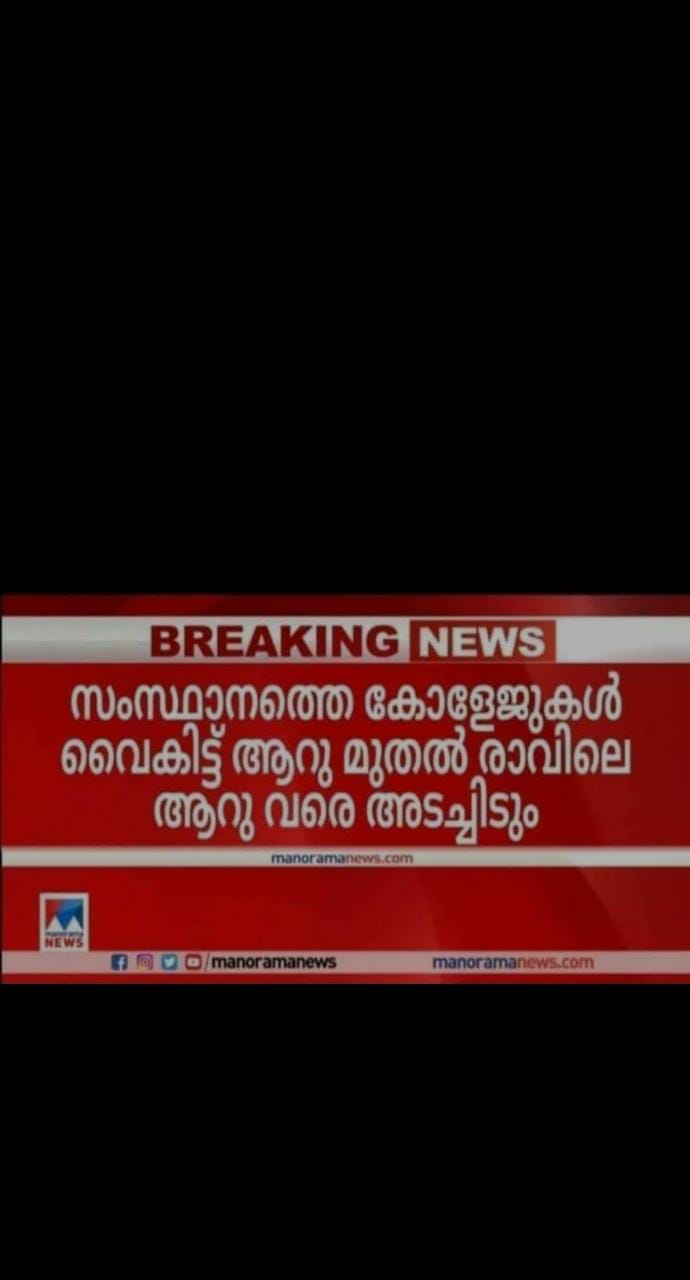 BREAKING NEWS
സംസ്ഥാനത്തെ കോളേജുകൾ
വൈകിട്ട് ആറു മുതൽ രാവിലെ
ആറു വരെ അടച്ചിടും
manoramanews.com
manorama
NEWS
/manoramanews manoramanews.com